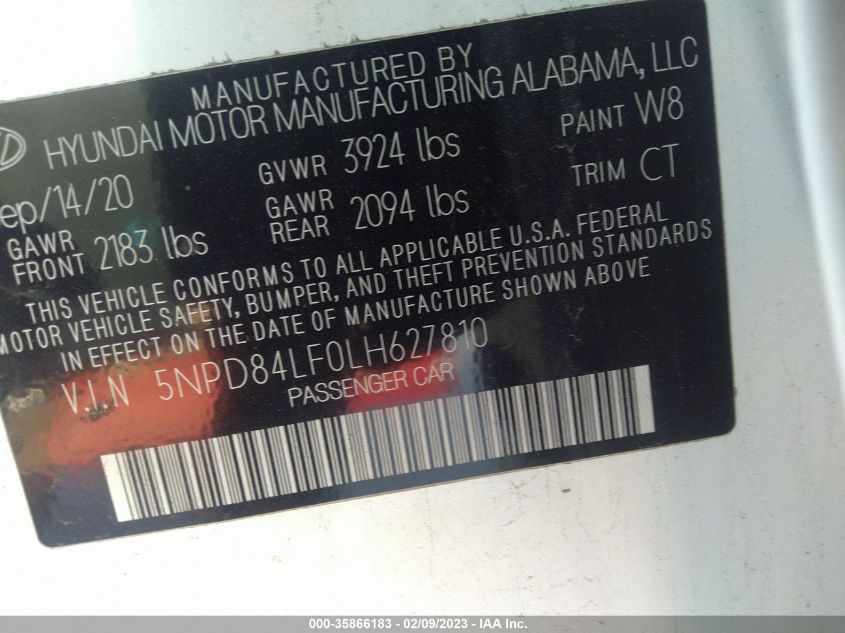 MANUFACTURED BY
HYUNDAI MOTOR MANUFACTURING ALABAMA, LLC
ep/14/20 GVWR 3924 lbs PAINT W8
GAWR FRONT 2183 lbs GAWR REAR 2094 lbs TRIM CT
THIS VEHICLE CONFORMS TO ALL APPLICABLE U.S.A. FEDERAL
MOTOR VEHICLE SAFETY, BUMPER, AND THEFT PREVENTION STANDARDS
IN EFFECT ON THE DATE OF MANUFACTURE SHOWN ABOVE
V.I.N 5NPD84LF0LH627810
PASSENGER CAR
000-35866183 - 02/09/2023 - IAA Inc.